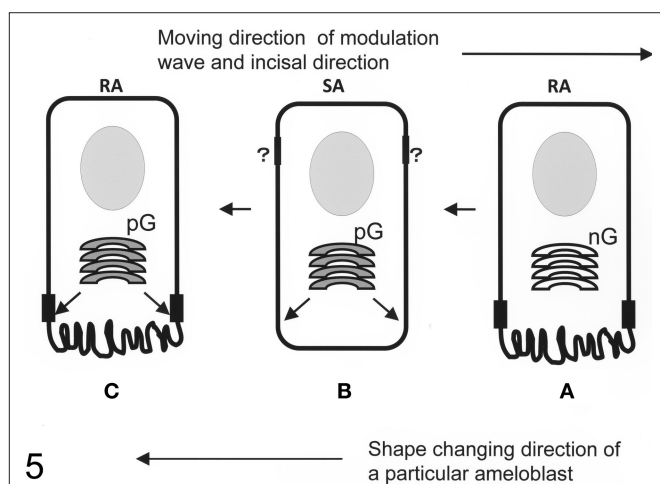 Moving direction of modulation
wave and incisal direction
RA SA RA
? ?
pG pG nG
C B A
5
Shape changing direction of
a particular ameloblast